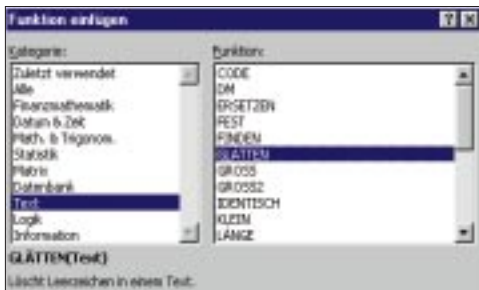 Funktion einfügen
Kategorie:
Zuletzt verwendet
Alle
Finanzmathematik
Datum & Zeit
Math. & Trigonom.
Statistik
Matrix
Datenbank
Text
Logik
Information
Funktion:
CODE
DM
ERSETZEN
FEST
FINDEN
GLÄTTEN
GROSS
GROSS2
IDENTISCH
KLEIN
LÄNGE
GLÄTTEN(Text)
Löscht Leerzeichen in einem Text.